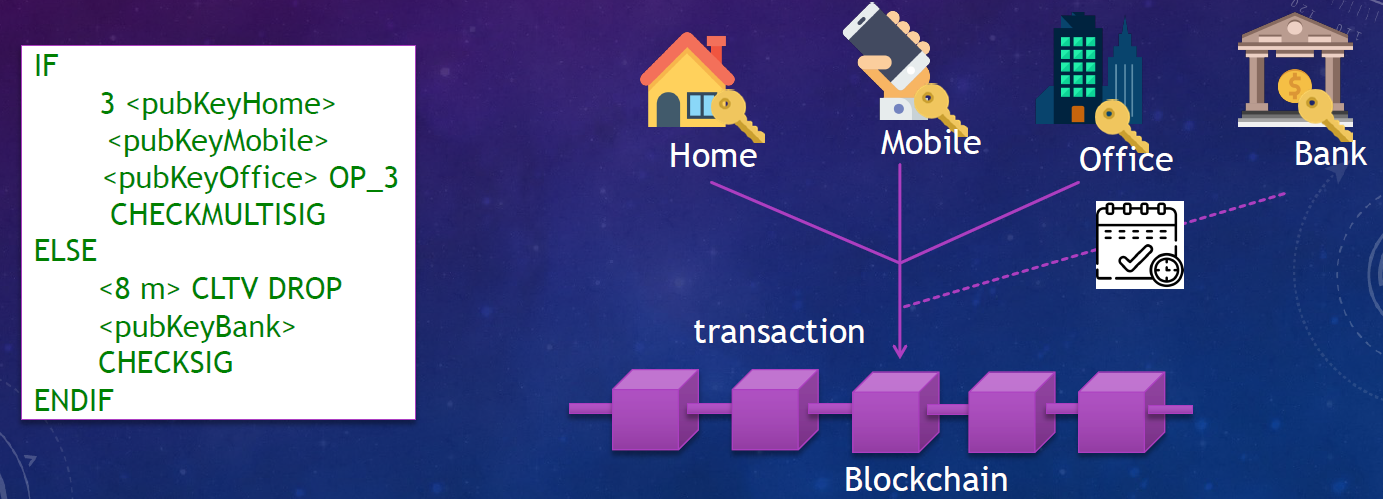 IF
3 <pubKeyHome>
<pubKeyMobile>
<pubKeyOffice> OP_3
CHECKMULTISIG
ELSE
<8 m> CLTV DROP
<pubKeyBank>
CHECKSIG
ENDIF
Home
Mobile
Office
Bank
transaction
Blockchain